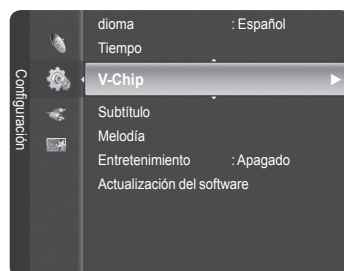 Configuración
dioma : Español
Tiempo
V-Chip
Subtítulo
Melodía
Entretenimiento : Apagado
Actualización del software